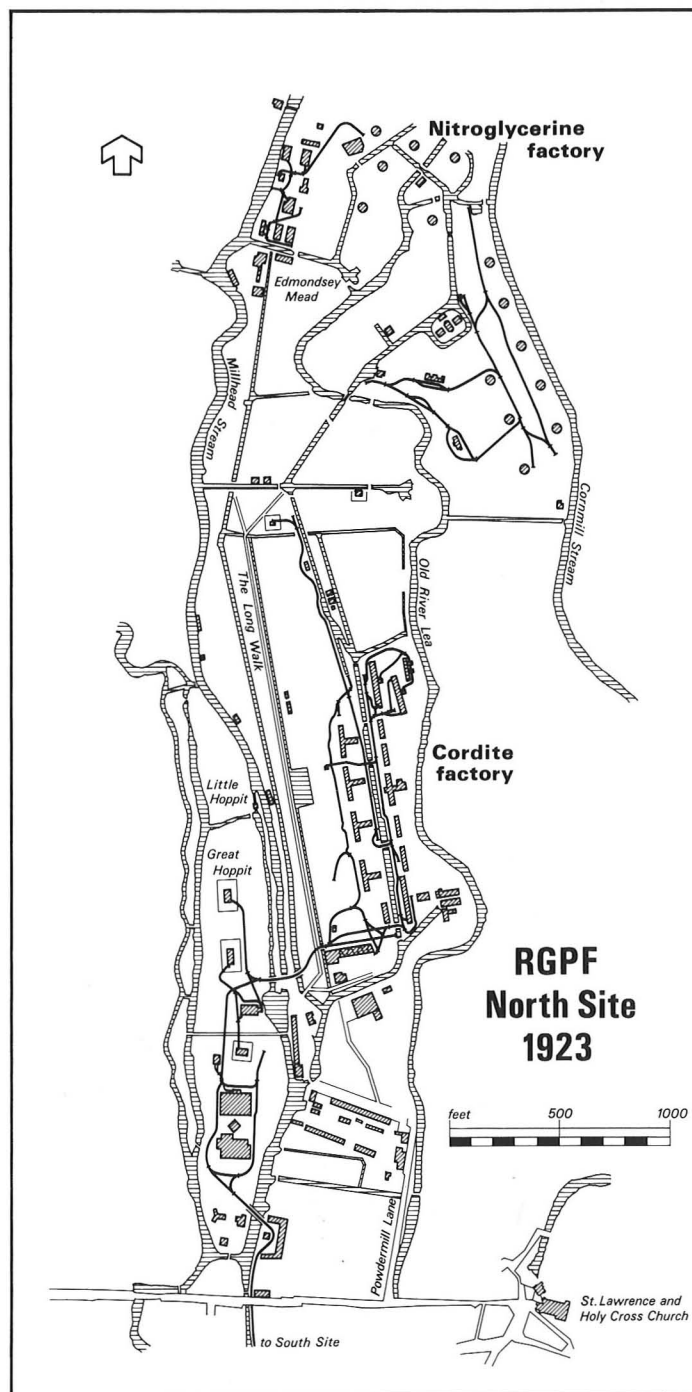 Nitroglycerine
factory
Edmondsey
Mead
Millhead Stream
Cornmill Stream
The Long Walk
Old River Lea
Cordite
factory
Little
Hoppit
Great
Hoppit
RGPF
North Site
1923
feet 500 1000
Powdermill Lane
St. Lawrence and
Holy Cross Church
to South Site